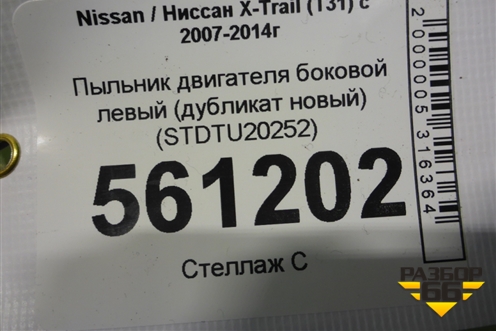 Nissan / Ниссан X-Trail (T31) с
2007-2014г
Пыльник двигателя боковой
левый (дубликат новый)
(STDTU20252)
561202
Стеллаж С
2000005316364
РАЗБОР
66